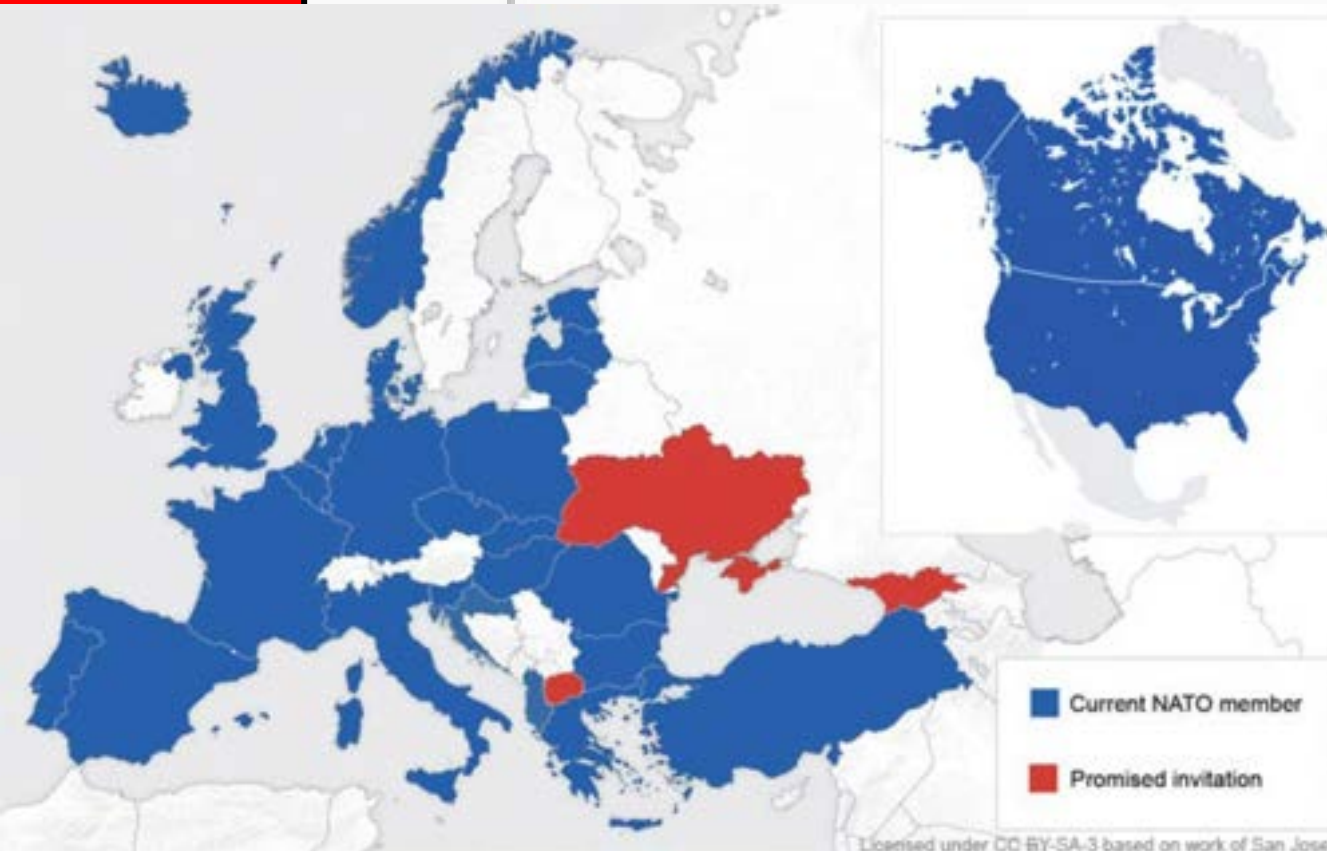 Current NATO member
Promised invitation
Licensed under CC BY-SA-3 based on work of San Jose